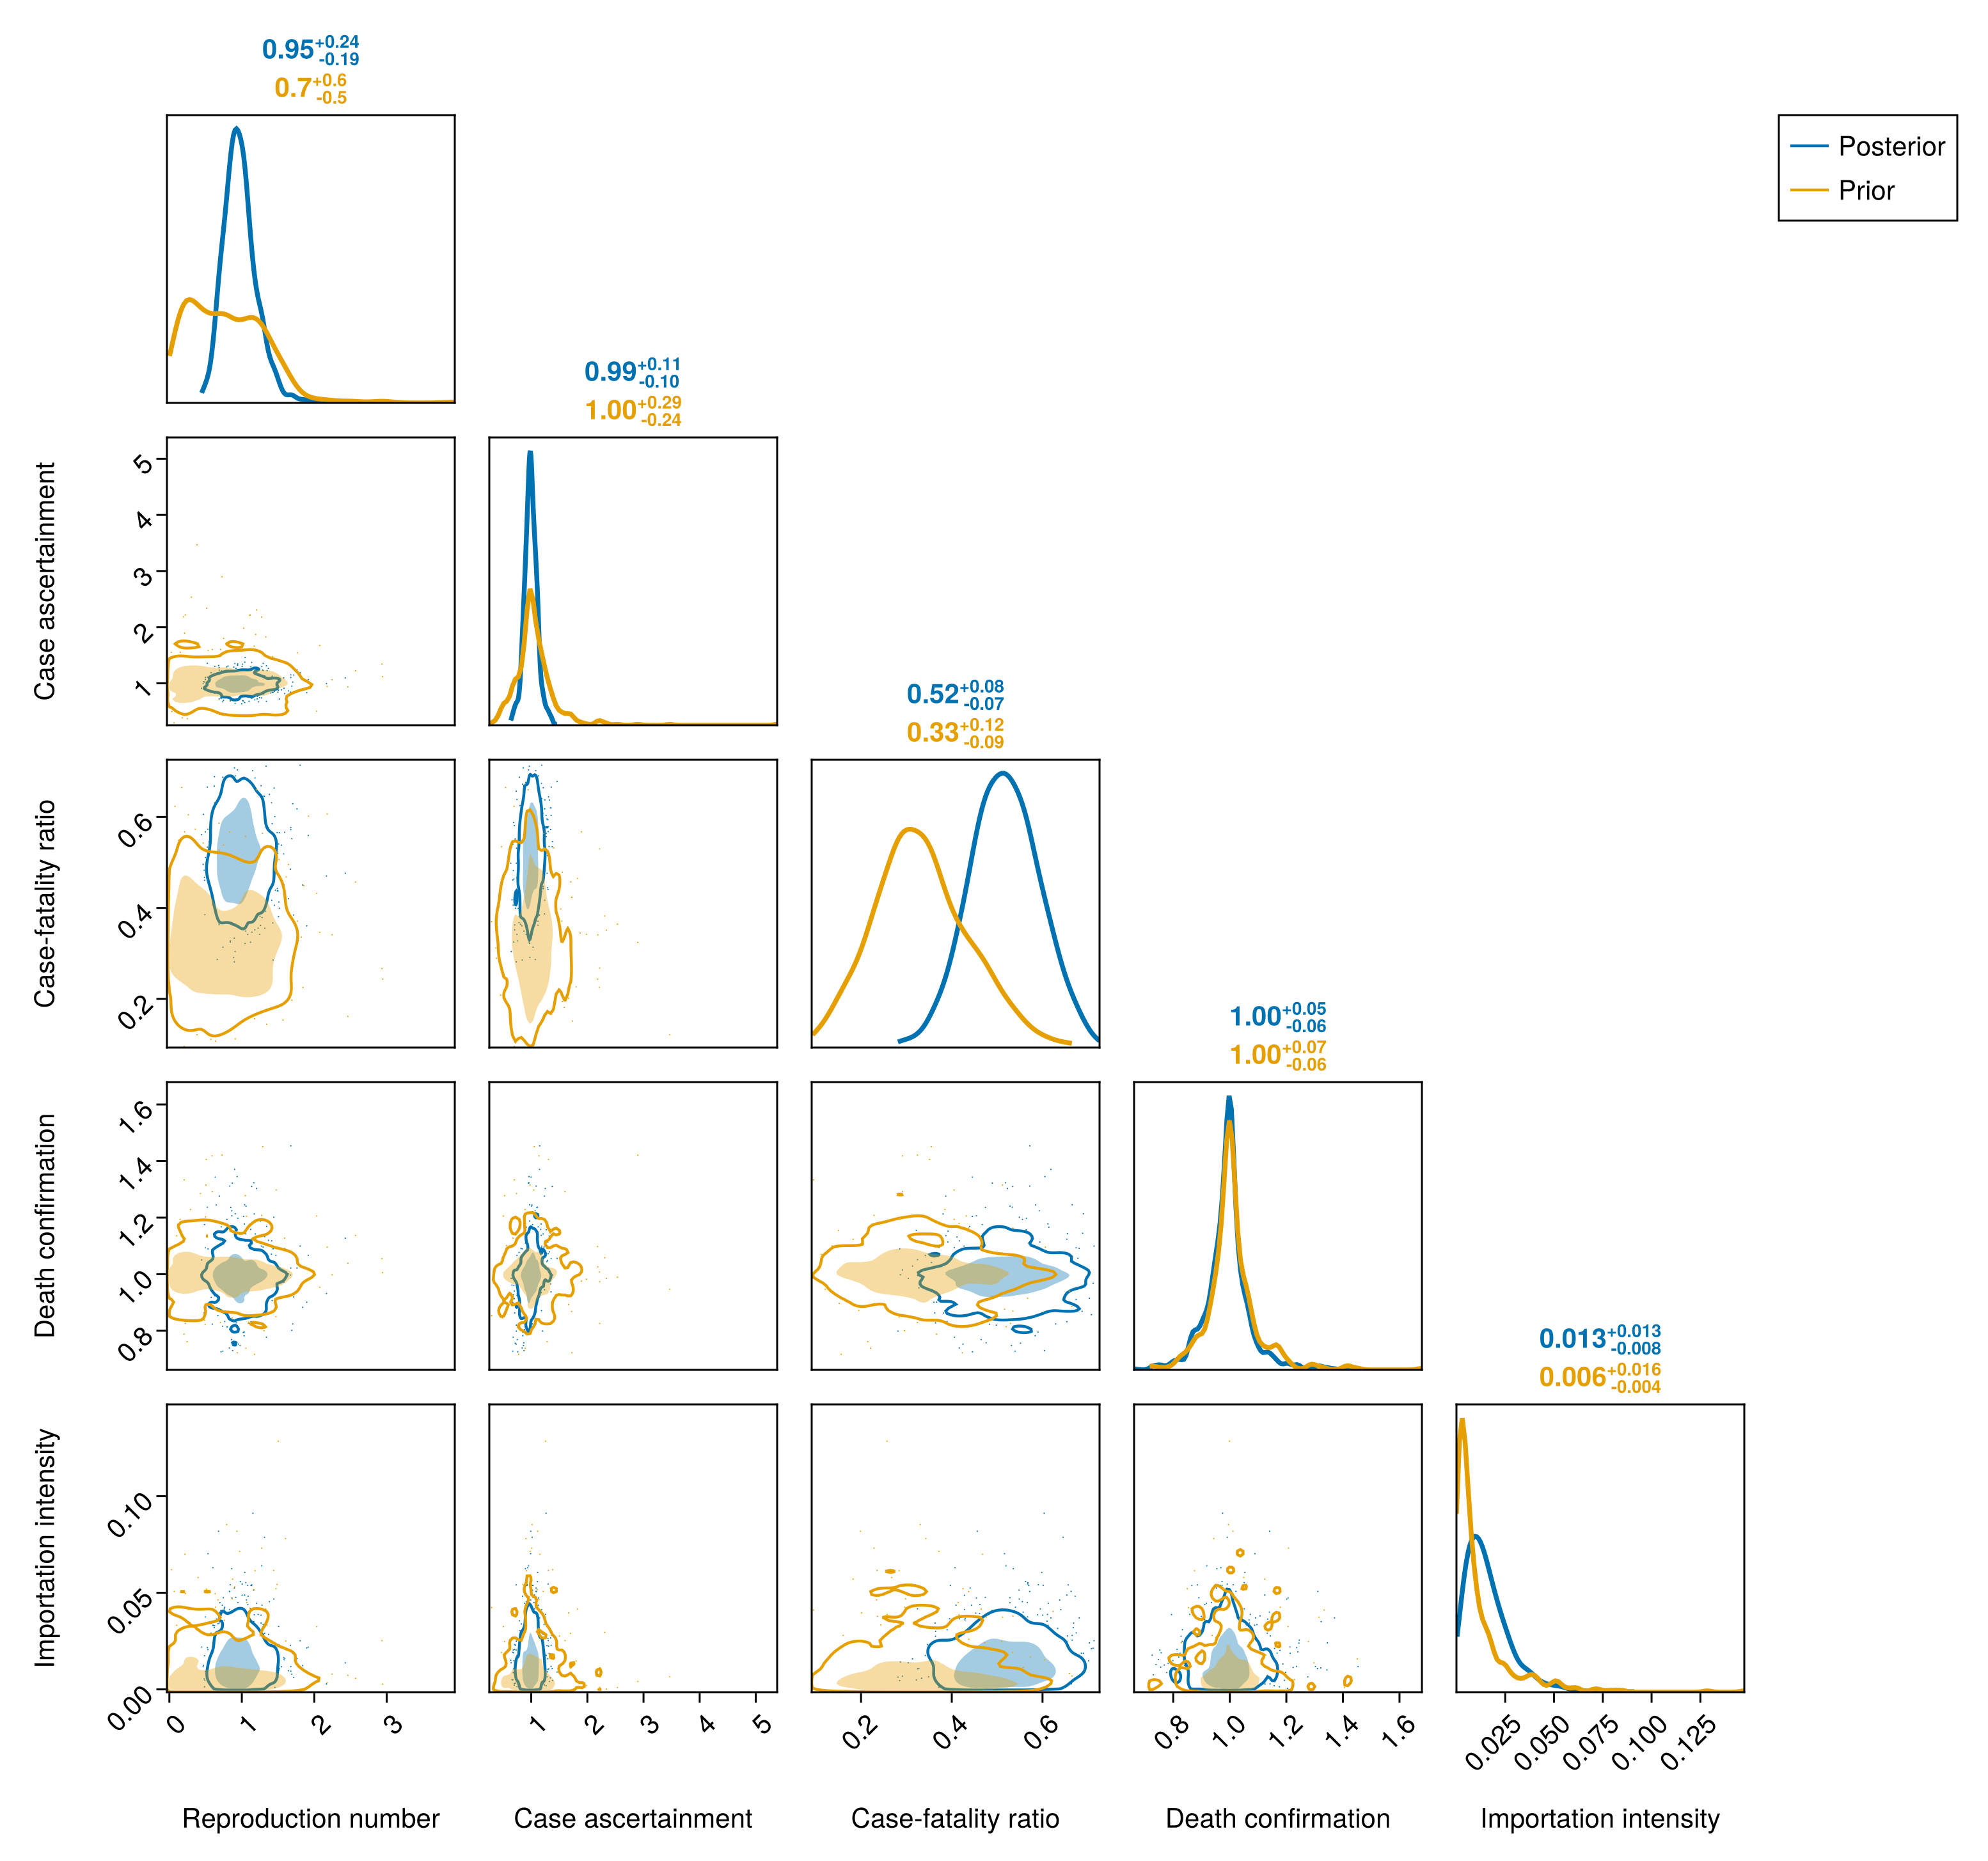 0.95+0.24-0.19
0.7+0.6-0.5
Posterior
Prior
0.99+0.11-0.10
1.00+0.29-0.24
Case ascertainment
5
4
3
2
1
0.52+0.08-0.07
0.33+0.12-0.09
Case-fatality ratio
0.6
0.4
0.2
1.00+0.05-0.06
1.00+0.07-0.06
Death confirmation
1.6
1.4
1.2
1.0
0.8
0.013+0.013-0.008
0.006+0.016-0.004
Importation intensity
0.10
0.05
0.00
0 1 2 3
1 2 3 4 5
0.2 0.4 0.6
0.8 1.0 1.2 1.4 1.6
0.025 0.050 0.075 0.100 0.125
Reproduction number
Case ascertainment
Case-fatality ratio
Death confirmation
Importation intensity